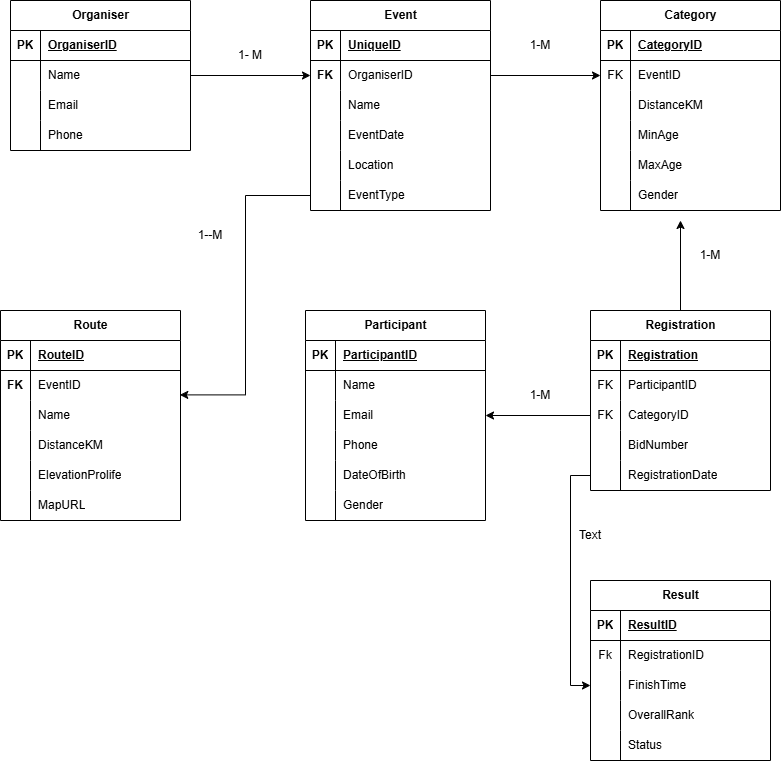 Organiser
PK OrganiserID
Name
Email
Phone
1- M
Event
PK UniqueID
FK OrganiserID
Name
EventDate
Location
EventType
1-M
Category
PK CategoryID
FK EventID
DistanceKM
MinAge
MaxAge
Gender
1--M
1-M
Route
PK RouteID
FK EventID
Name
DistanceKM
ElevationProlife
MapURL
Participant
PK ParticipantID
Name
Email
Phone
DateOfBirth
Gender
1-M
Registration
PK Registration
FK ParticipantID
FK CategoryID
BidNumber
RegistrationDate
Text
Result
PK ResultID
Fk RegistrationID
FinishTime
OverallRank
Status